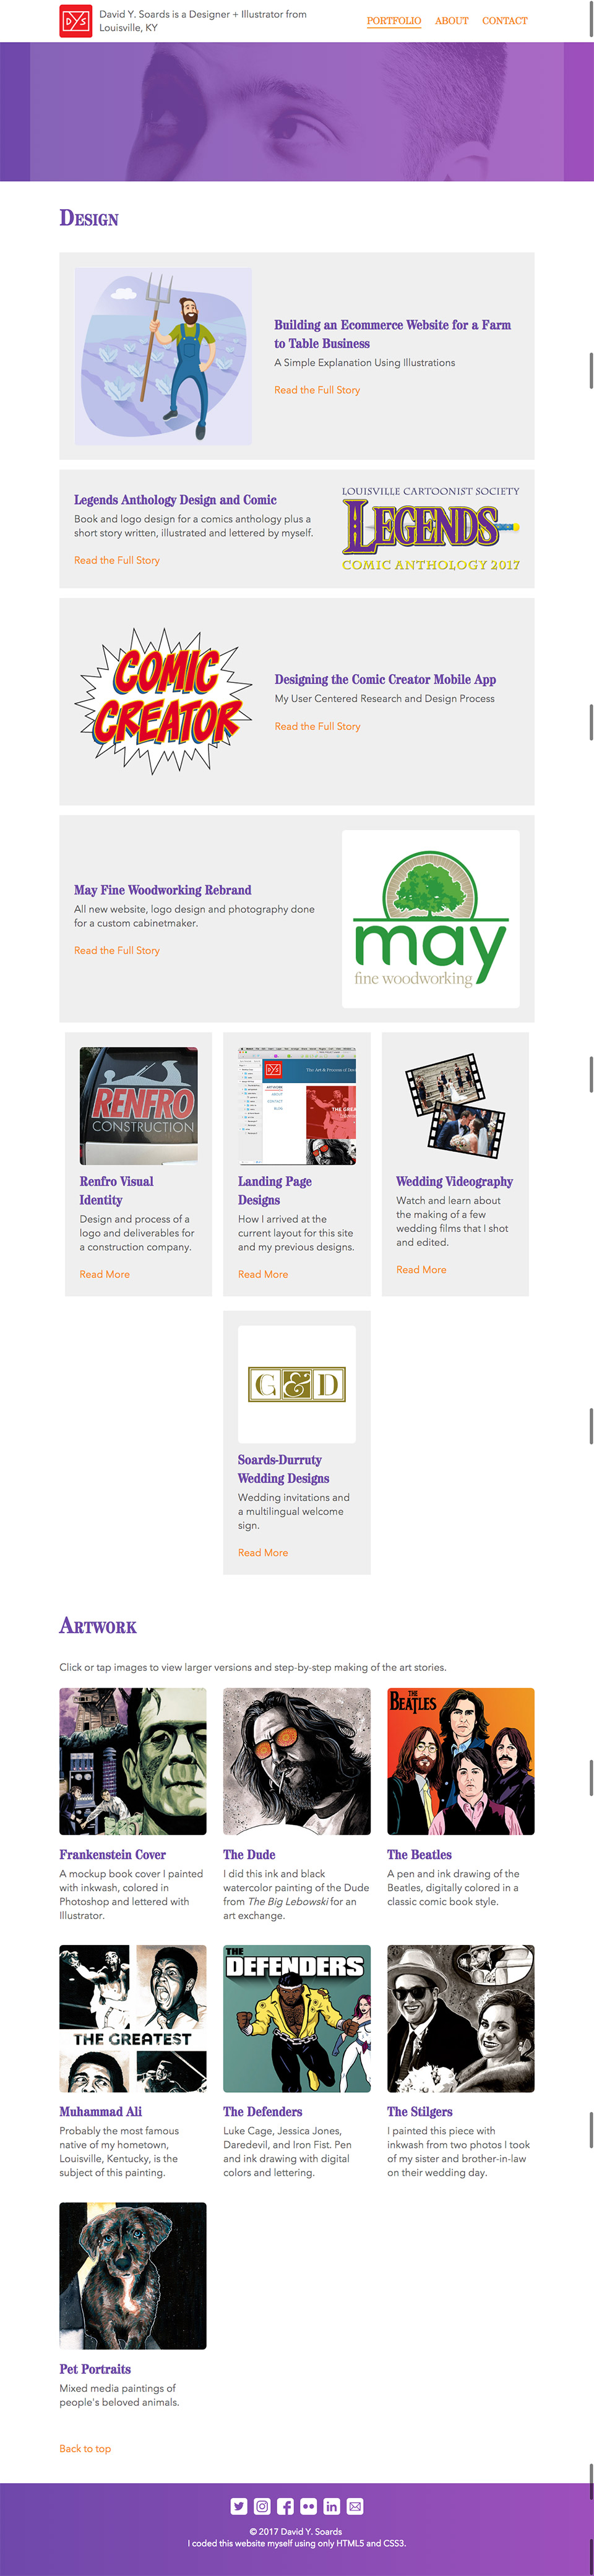 DYS
David Y. Soards is a Designer + Illustrator from
Louisville, KY
PORTFOLIO ABOUT CONTACT
DESIGN
Building an Ecommerce Website for a Farm
to Table Business
A Simple Explanation Using Illustrations
Read the Full Story
Legends Anthology Design and Comic
Book and logo design for a comics anthology plus a
short story written, illustrated and lettered by myself.
Read the Full Story
LOUISVILLE CARTOONIST SOCIETY
LEGENDS
COMIC ANTHOLOGY 2017
COMIC
CREATOR
Designing the Comic Creator Mobile App
My User Centered Research and Design Process
Read the Full Story
May Fine Woodworking Rebrand
All new website, logo design and photography done
for a custom cabinetmaker.
Read the Full Story
may
fine woodworking
RENFRO
CONSTRUCTION
Renfro Visual
Identity
Design and process of a
logo and deliverables for
a construction company.
Read More
Landing Page
Designs
How I arrived at the
current layout for this site
and my previous designs.
Read More
Wedding Videography
Watch and learn about
the making of a few
wedding films that I shot
and edited.
Read More
G&D
Soards-Durruty
Wedding Designs
Wedding invitations and
a multilingual welcome
sign.
Read More
ARTWORK
Click or tap images to view larger versions and step-by-step making of the art stories.
Frankenstein Cover
A mockup book cover I painted
with inkwash, colored in
Photoshop and lettered with
Illustrator.
The Dude
I did this ink and black
watercolor painting of the Dude
from The Big Lebowski for an
art exchange.
THE
BEATLES
The Beatles
A pen and ink drawing of the
Beatles, digitally colored in a
classic comic book style.
THE GREATEST
Muhammad Ali
Probably the most famous
native of my hometown,
Louisville, Kentucky, is the
subject of this painting.
THE
DEFENDERS
The Defenders
Luke Cage, Jessica Jones,
Daredevil, and Iron Fist. Pen
and ink drawing with digital
colors and lettering.
The Stilgers
I painted this piece with
inkwash from two photos I took
of my sister and brother-in-law
on their wedding day.
Pet Portraits
Mixed media paintings of
people's beloved animals.
Back to top
© 2017 David Y. Soards
I coded this website myself using only HTML5 and CSS3.